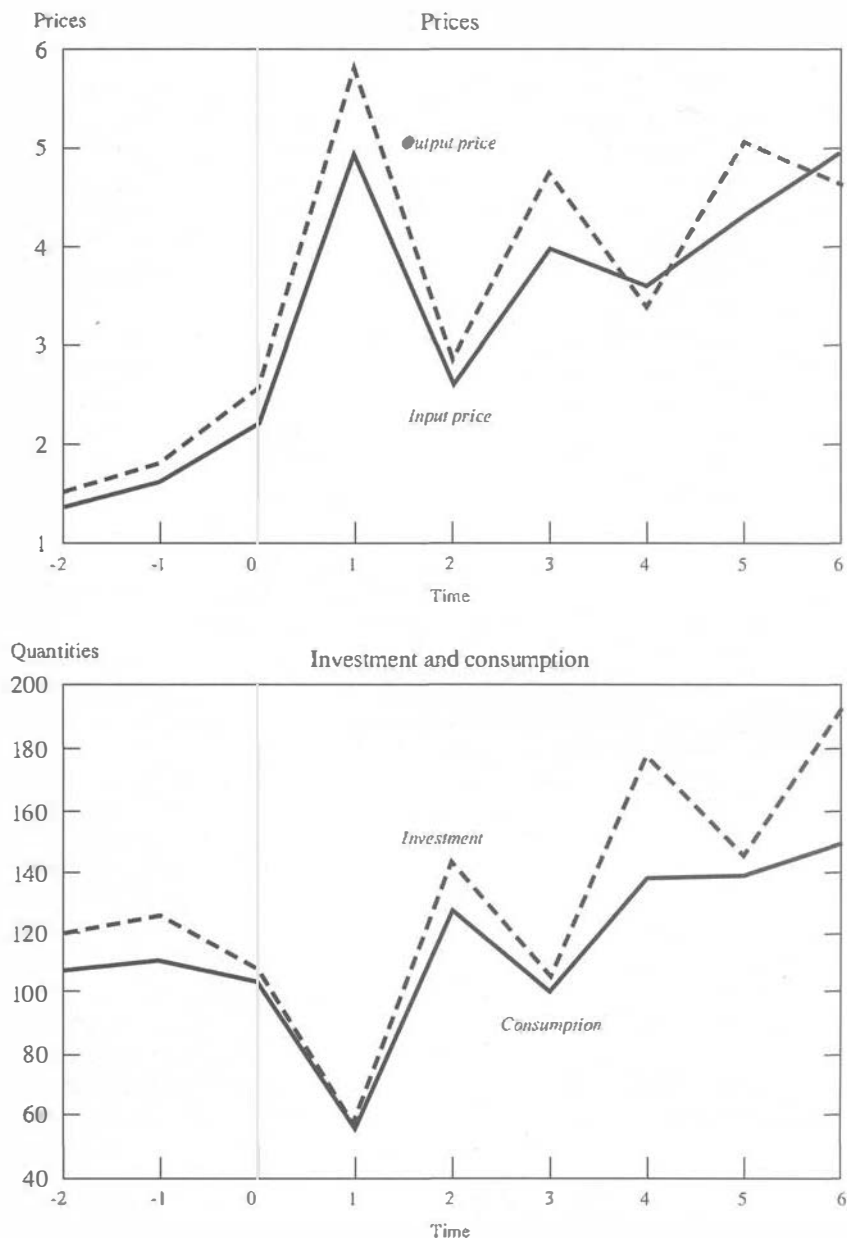 Prices
Prices
6
5
4
3
2
1
Output price
Input price
-2 -1 0 1 2 3 4 5 6
Time
Quantities
Investment and consumption
200
180
160
140
120
100
80
60
40
Investment
Consumption
-2 -1 0 1 2 3 4 5 6
Time